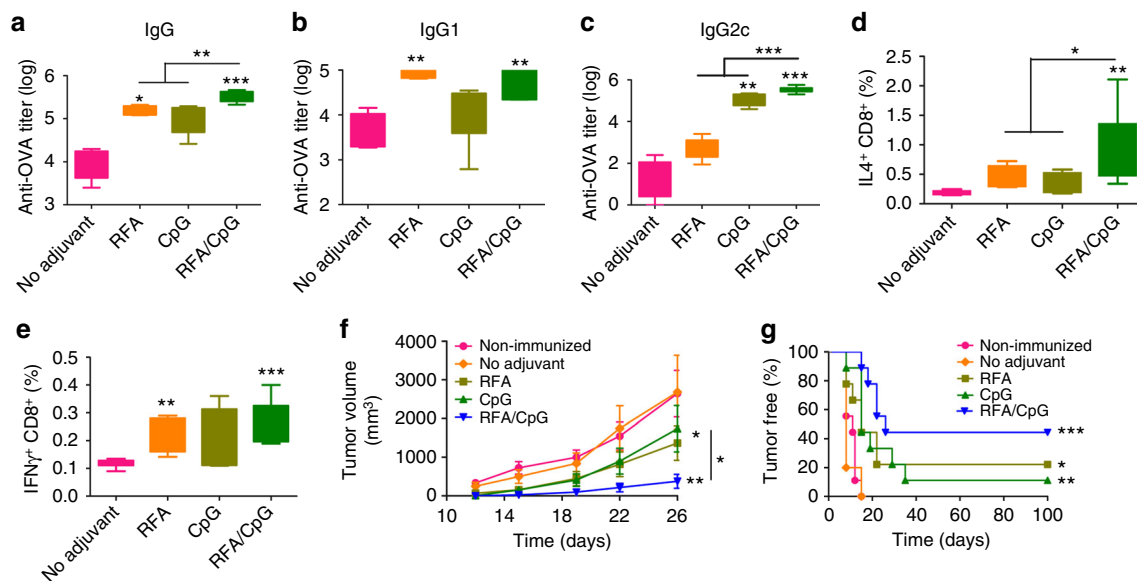 a
IgG
Anti-OVA titer (log)
6
5
4
3
*
**
***
No adjuvant
RFA
CpG
RFA/CpG
b
IgG1
Anti-OVA titer (log)
5
4
3
2
**
**
No adjuvant
RFA
CpG
RFA/CpG
c
IgG2c
Anti-OVA titer (log)
6
4
2
0
***
**
***
No adjuvant
RFA
CpG
RFA/CpG
d
IL4⁺ CD8⁺ (%)
2.5
2.0
1.5
1.0
0.5
0.0
*
**
No adjuvant
RFA
CpG
RFA/CpG
e
IFNγ⁺ CD8⁺ (%)
0.5
0.4
0.3
0.2
0.1
0.0
**
***
No adjuvant
RFA
CpG
RFA/CpG
f
Non-immunized
No adjuvant
RFA
CpG
RFA/CpG
Tumor volume
(mm³)
4000
3000
2000
1000
0
10 14 18 22 26
Time (days)
*
*
**
g
Non-immunized
No adjuvant
RFA
CpG
RFA/CpG
Tumor free (%)
100
80
60
40
20
0
0 20 40 60 80 100
Time (days)
***
*
**